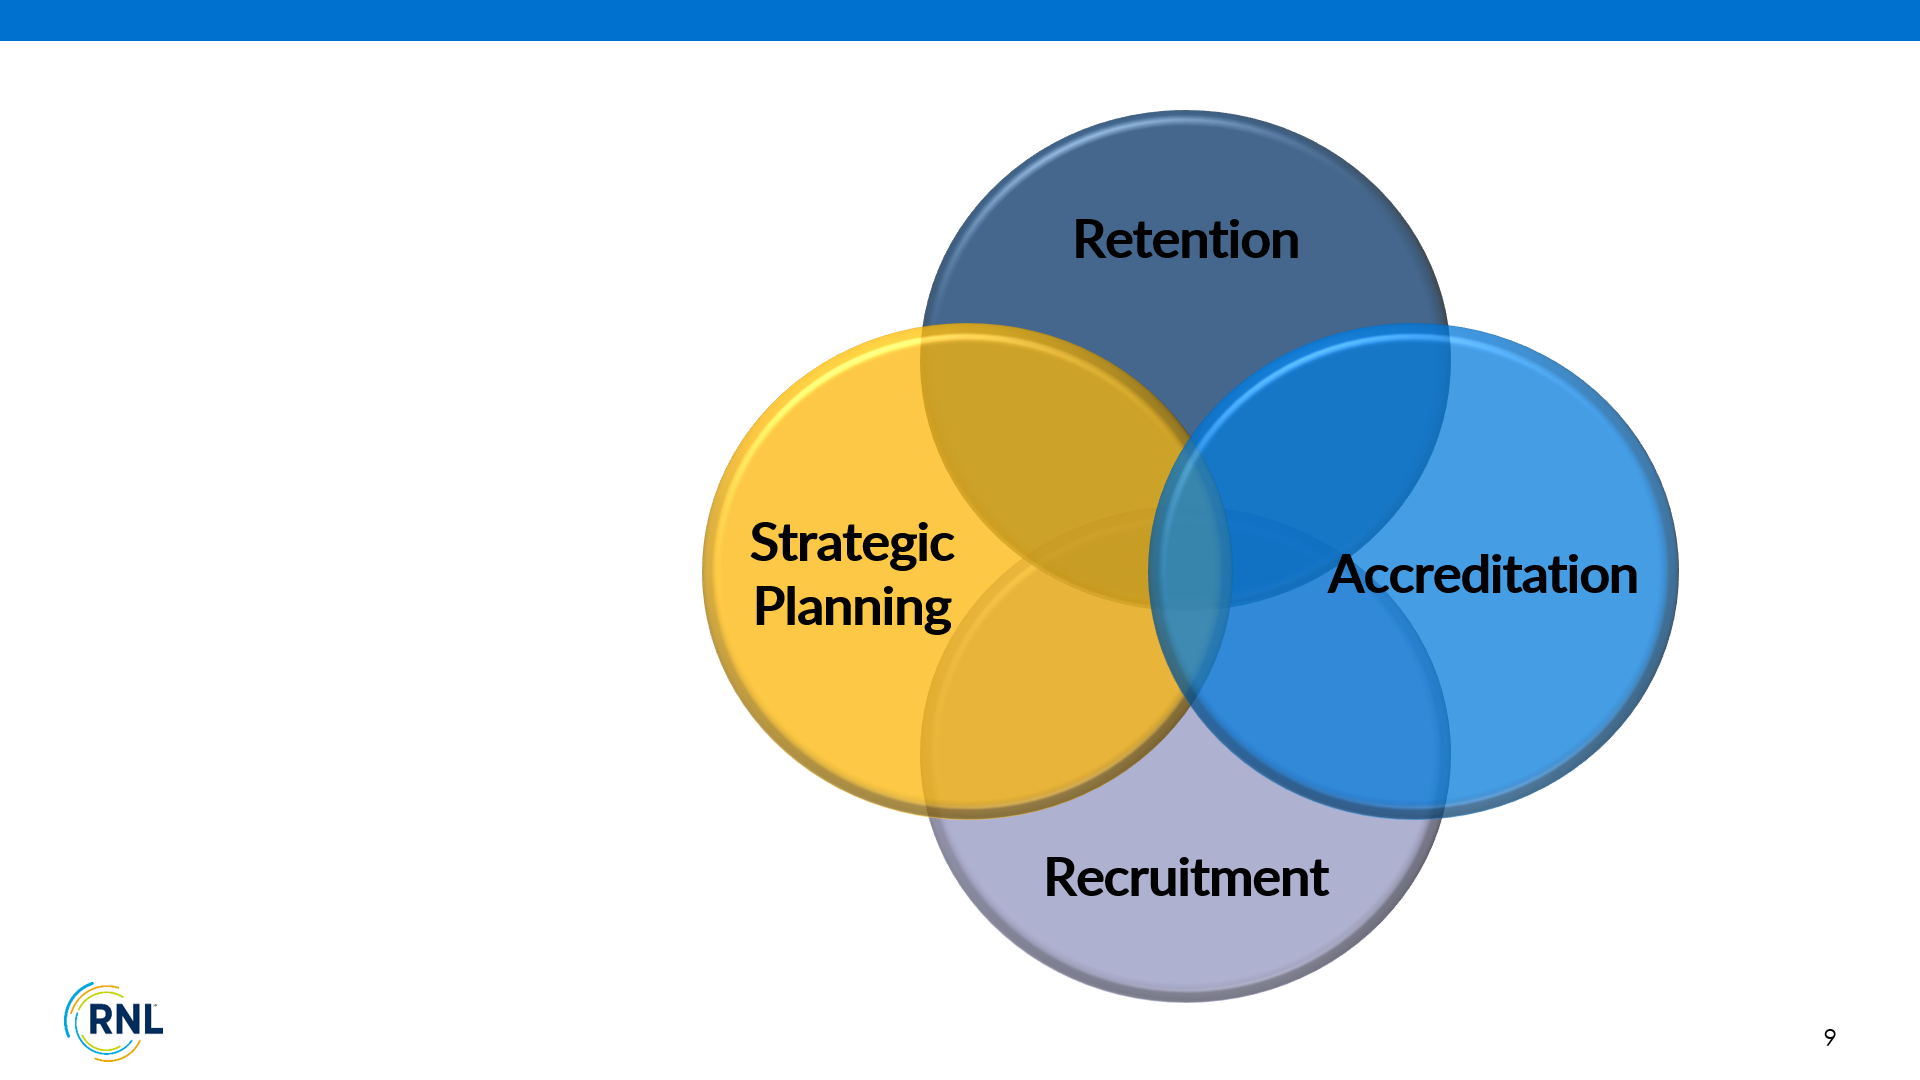 Retention
Strategic
Planning
Accreditation
Recruitment
RNL
9